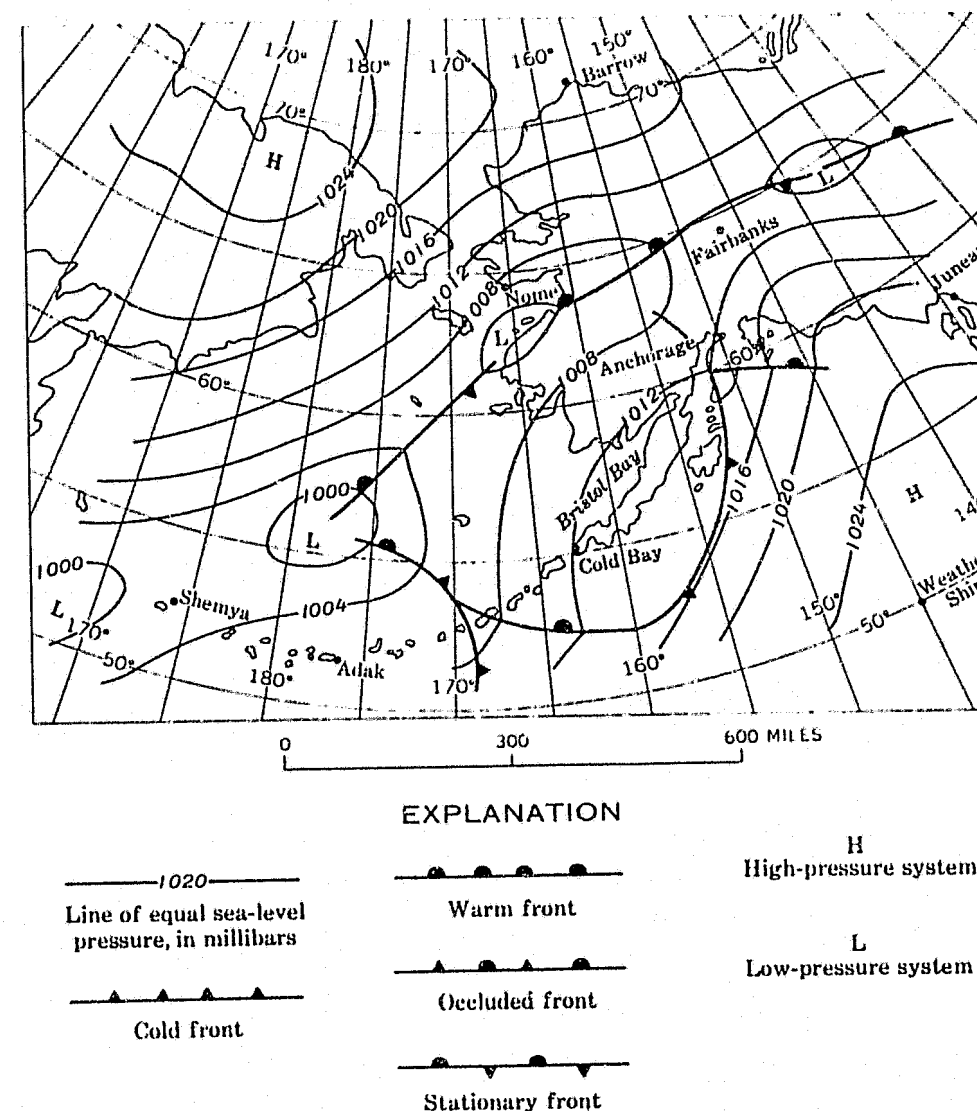 170° 180° 170° 160° 150°
Barrow
70° 70°
H
1024
1020
1016
1012
1008
Nome
L
Fairbanks
L
60°
1008
Anchorage
60°
1012
Bristol Bay
1016
1020
1024
H
1000
L
Cold Bay
1000
L
Shemya
1004
170°
50°
Adak
180°
170°
160°
150°
50°
0 300 600 MILES
EXPLANATION
1020
Line of equal sea-level
pressure, in millibars
Cold front
Warm front
Occluded front
Stationary front
H
High-pressure system
L
Low-pressure system